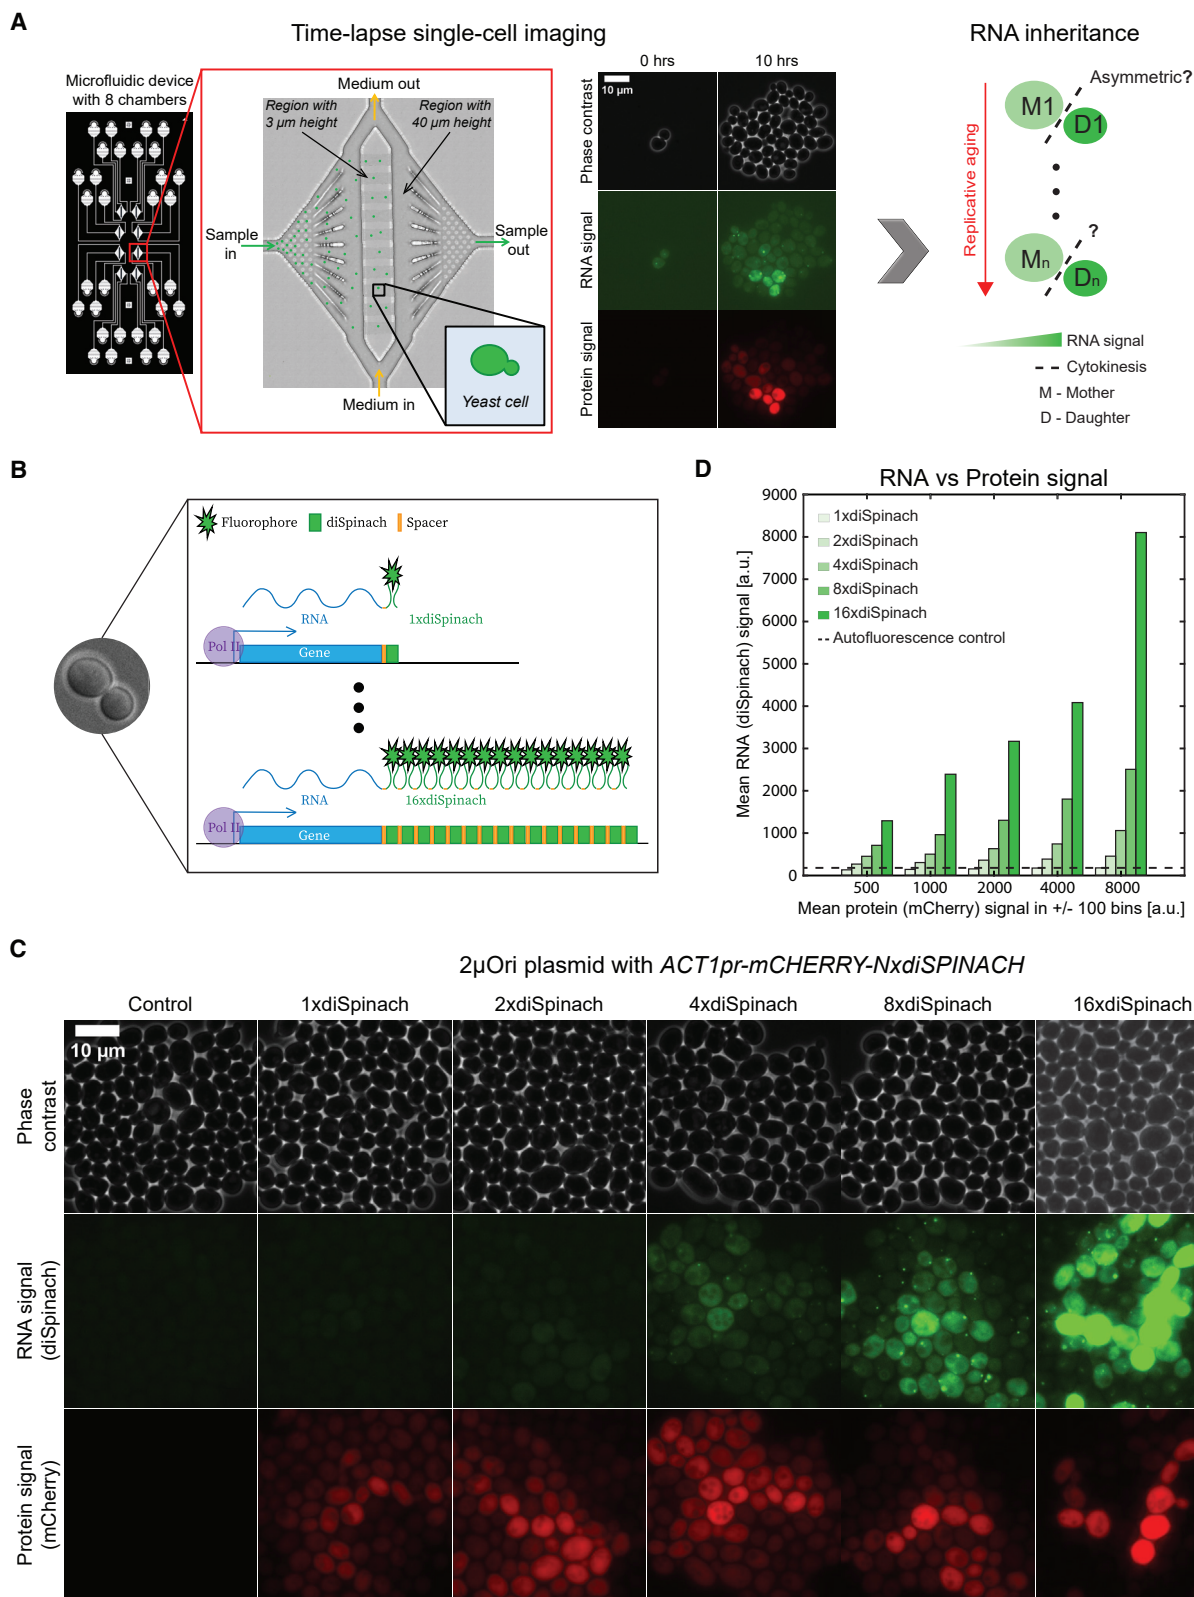 A
Time-lapse single-cell imaging
RNA inheritance
Microfluidic device
with 8 chambers
Medium out
Region with
3 µm height
Region with
40 µm height
Sample
in
Sample
out
Medium in
Yeast cell
0 hrs
10 hrs
10 µm
Phase contrast
RNA signal
Protein signal
Asymmetric?
M1
D1
Replicative aging
?
Mn
Dn
RNA signal
Cytokinesis
M - Mother
D - Daughter
B
Fluorophore
diSpinach
Spacer
RNA
1xdiSpinach
Pol II
Gene
RNA
16xdiSpinach
Pol II
Gene
D
RNA vs Protein signal
Mean RNA (diSpinach) signal [a.u.]
9000
8000
7000
6000
5000
4000
3000
2000
1000
0
1xdiSpinach
2xdiSpinach
4xdiSpinach
8xdiSpinach
16xdiSpinach
Autofluorescence control
500
1000
2000
4000
8000
Mean protein (mCherry) signal in +/- 100 bins [a.u.]
C
2µOri plasmid with ACT1pr-mCHERRY-NxdiSPINACH
Control
1xdiSpinach
2xdiSpinach
4xdiSpinach
8xdiSpinach
16xdiSpinach
10 µm
Phase
contrast
RNA signal
(diSpinach)
Protein signal
(mCherry)